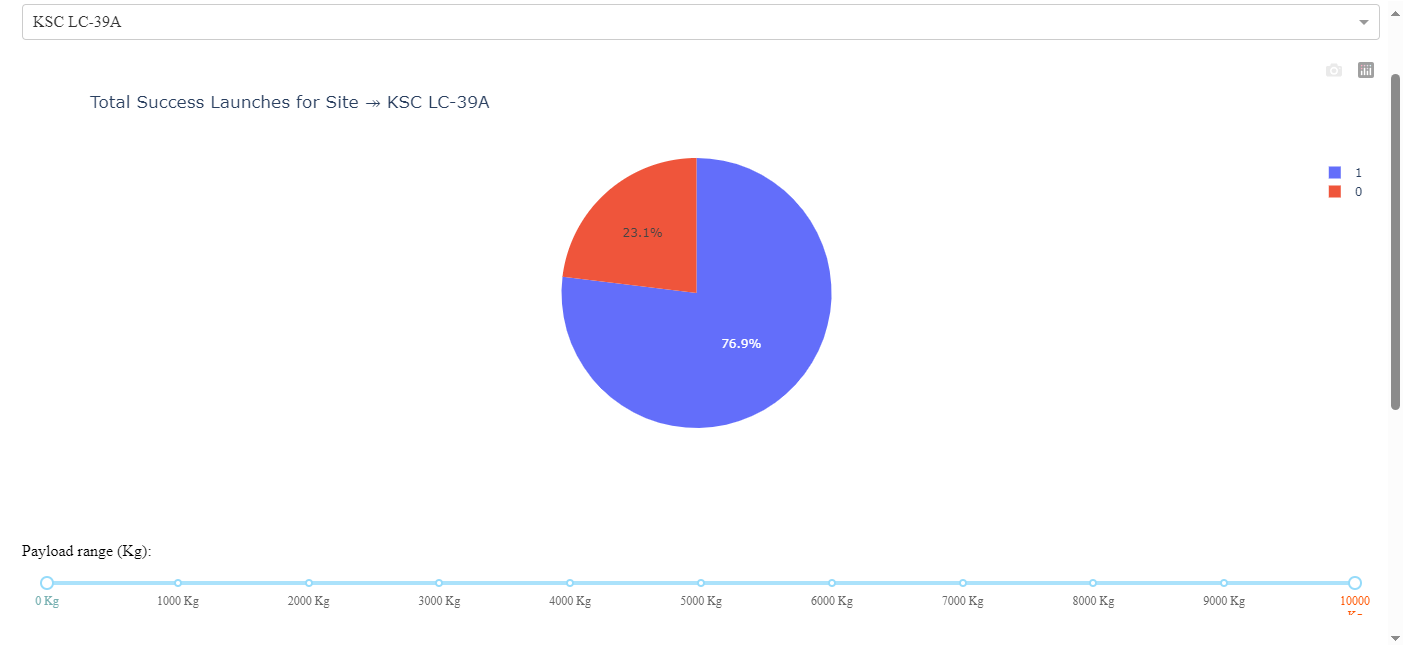 KSC LC-39A
Total Success Launches for Site ↠ KSC LC-39A
1
0
23.1%
76.9%
Payload range (Kg):
0 Kg 1000 Kg 2000 Kg 3000 Kg 4000 Kg 5000 Kg 6000 Kg 7000 Kg 8000 Kg 9000 Kg 10000